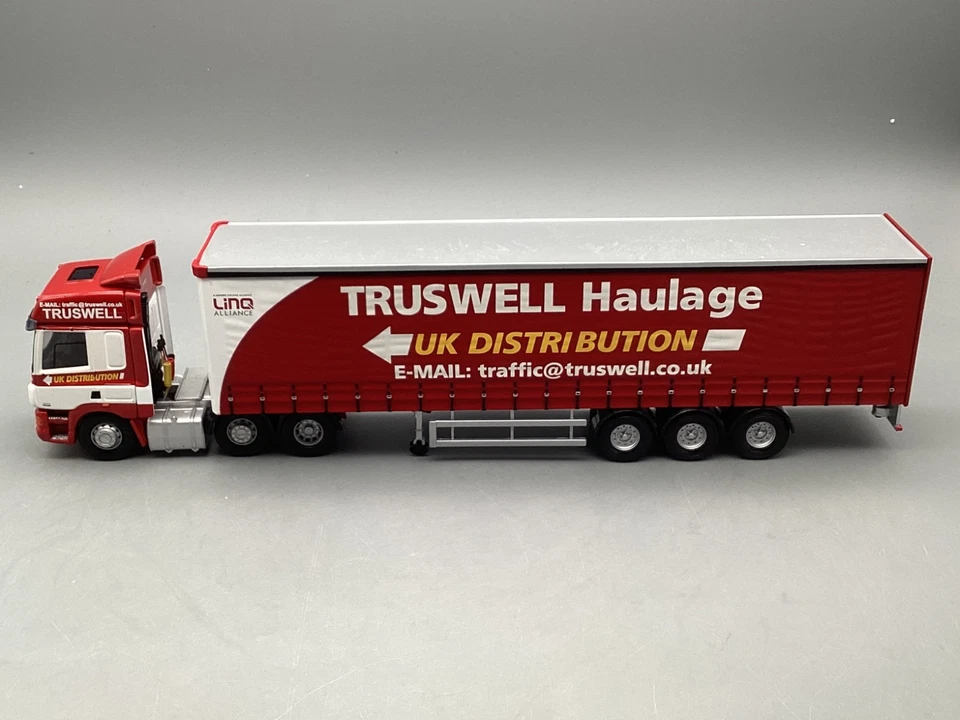 E-MAIL: traffic@truswell.co.uk
TRUSWELL
UK DISTRIBUTION
LinQ
ALLIANCE
TRUSWELL Haulage
UK DISTRIBUTION
E-MAIL: traffic@truswell.co.uk